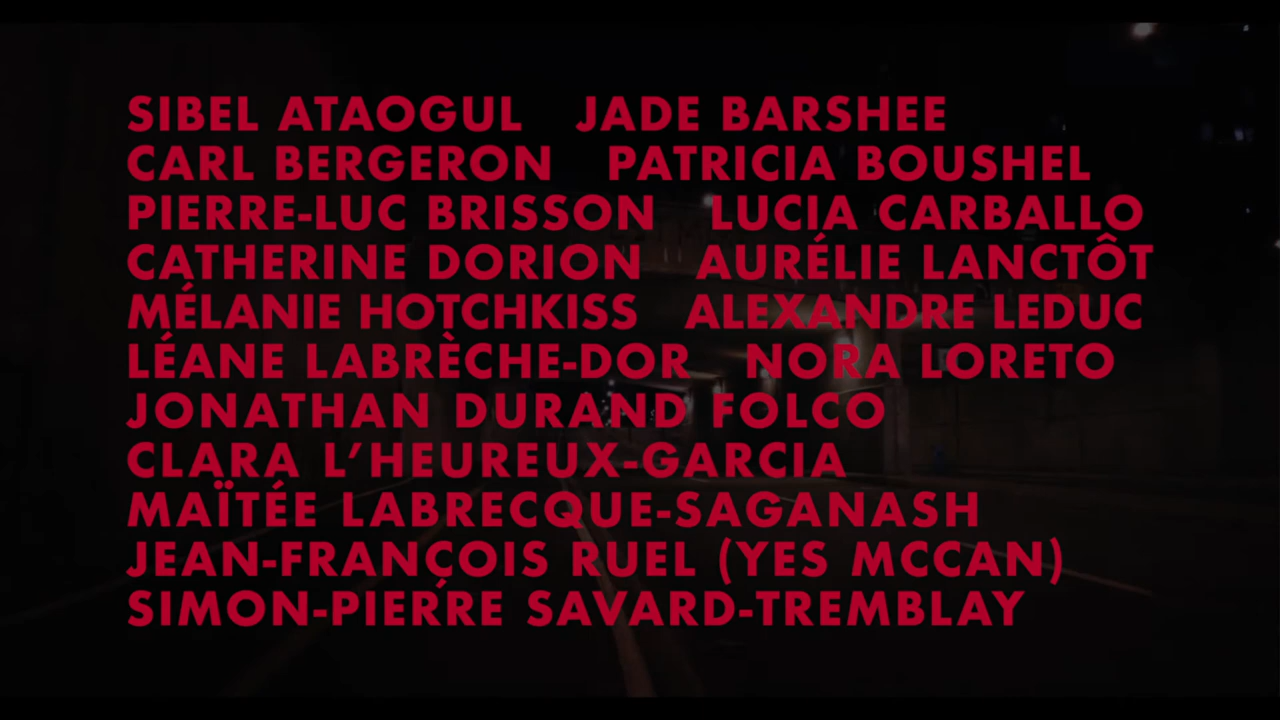 SIBEL ATAOGUL JADE BARSHEE
CARL BERGERON PATRICIA BOUSHEL
PIERRE-LUC BRISSON LUCIA CARBALLO
CATHERINE DORION AURÉLIE LANCTÔT
MÉLANIE HOTCHKISS ALEXANDRE LEDUC
LÉANE LABRÈCHE-DOR NORA LORETO
JONATHAN DURAND FOLCO
CLARA L’HEUREUX-GARCIA
MAÏTÉE LABRECQUE-SAGANASH
JEAN-FRANÇOIS RUEL (YES MCCAN)
SIMON-PIERRE SAVARD-TREMBLAY